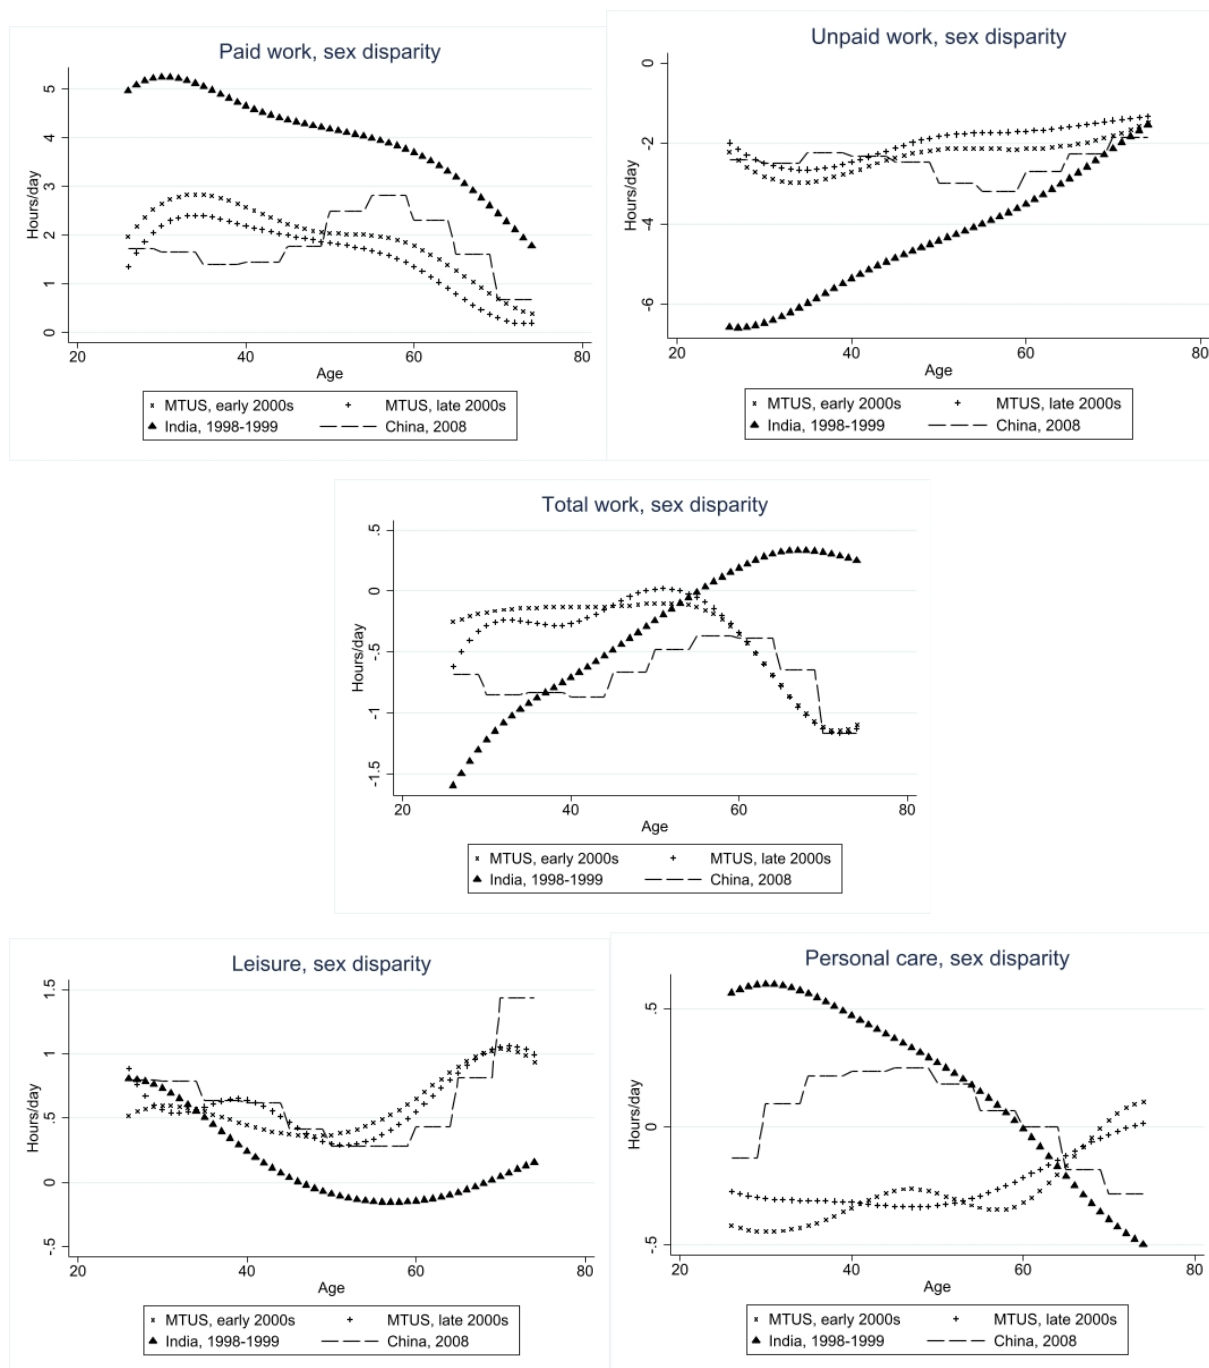 Paid work, sex disparity
Hours/day
5
4
3
2
1
0
20 40 60 80
Age
MTUS, early 2000s MTUS, late 2000s
India, 1998-1999 China, 2008
Unpaid work, sex disparity
Hours/day
0
-2
-4
-6
20 40 60 80
Age
MTUS, early 2000s MTUS, late 2000s
India, 1998-1999 China, 2008
Total work, sex disparity
Hours/day
.5
0
-.5
-1
-1.5
20 40 60 80
Age
MTUS, early 2000s MTUS, late 2000s
India, 1998-1999 China, 2008
Leisure, sex disparity
Hours/day
1.5
1
.5
0
-.5
20 40 60 80
Age
MTUS, early 2000s MTUS, late 2000s
India, 1998-1999 China, 2008
Personal care, sex disparity
Hours/day
.5
0
-.5
20 40 60 80
Age
MTUS, early 2000s MTUS, late 2000s
India, 1998-1999 China, 2008